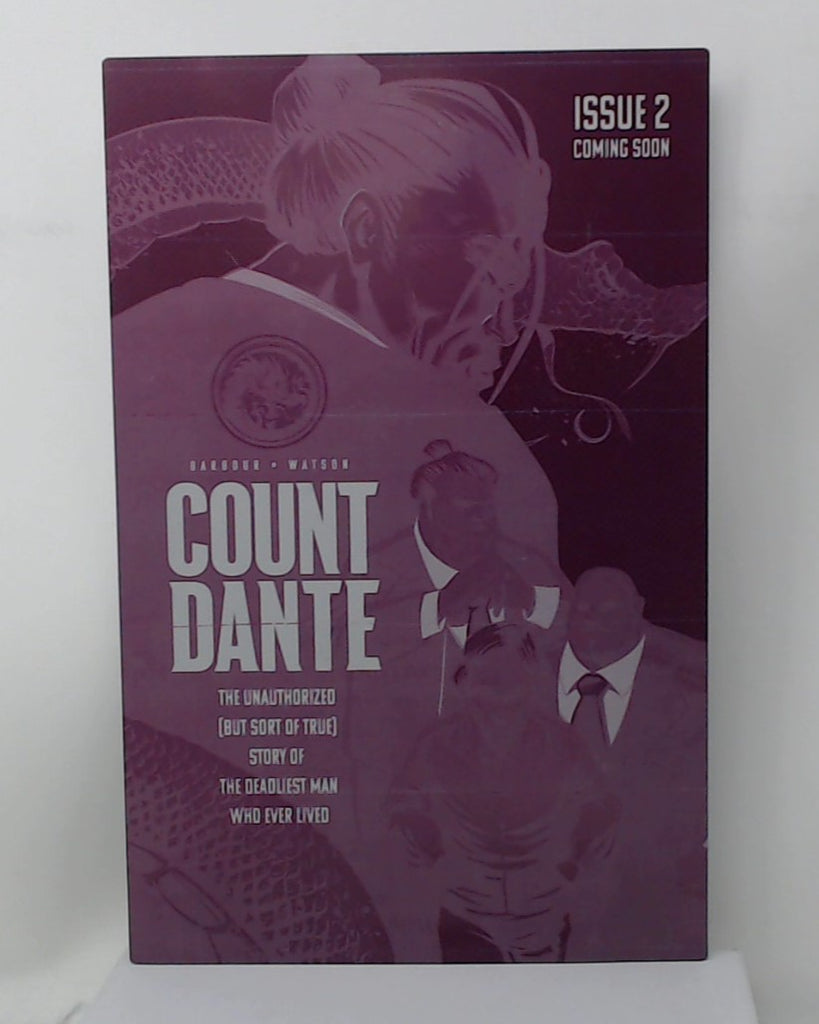 ISSUE 2
COMING SOON
BARBOUR • WATSON
COUNT
DANTE
THE UNAUTHORIZED
(BUT SORT OF TRUE)
STORY OF
THE DEADLIEST MAN
WHO EVER LIVED